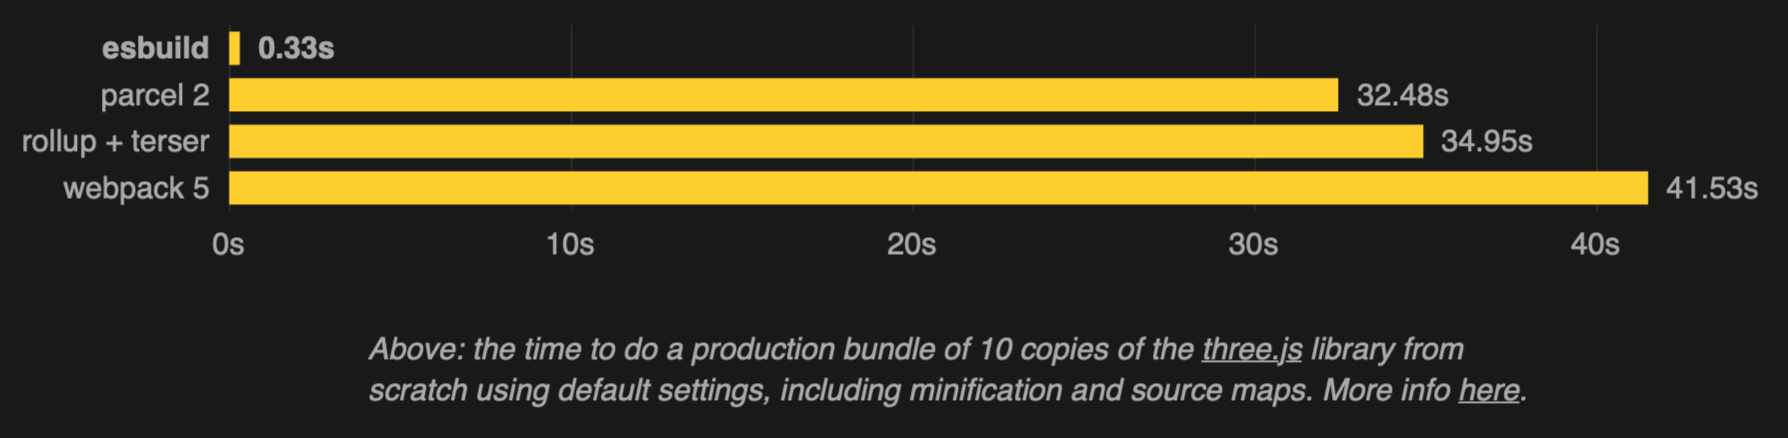 esbuild 0.33s
parcel 2 32.48s
rollup + terser 34.95s
webpack 5 41.53s
0s 10s 20s 30s 40s
Above: the time to do a production bundle of 10 copies of the three.js library from
scratch using default settings, including minification and source maps. More info here.